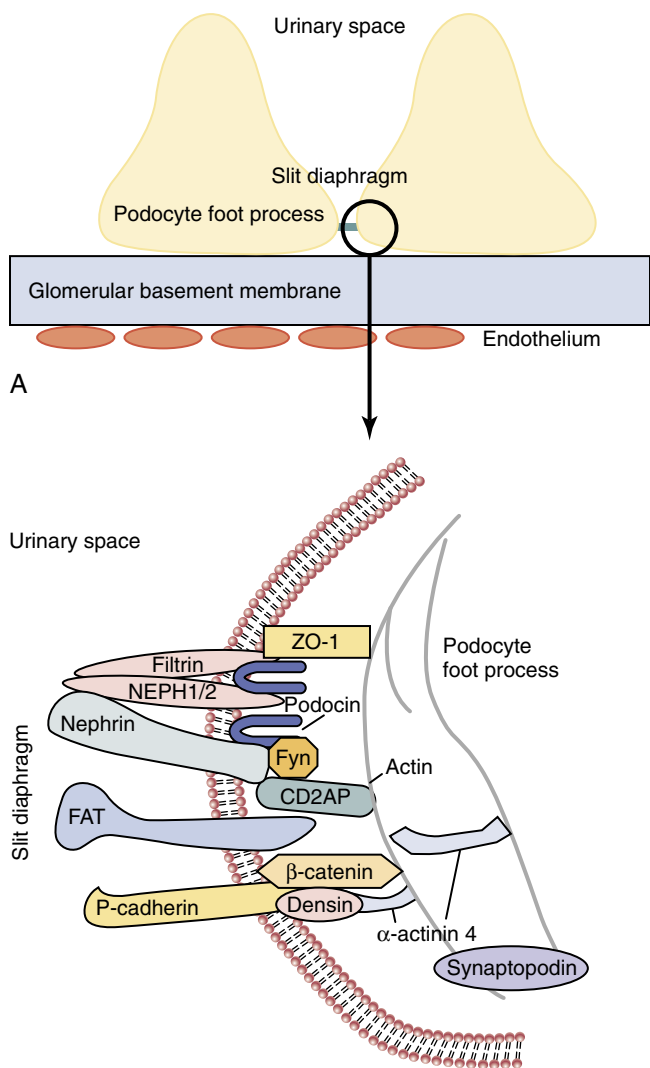 Urinary space
Slit diaphragm
Podocyte foot process
Glomerular basement membrane
Endothelium
A
Urinary space
ZO-1
Filtrin
Podocyte
foot process
NEPH1/2
Podocin
Nephrin
Fyn
Actin
CD2AP
FAT
Slit diaphragm
β-catenin
P-cadherin
Densin
α-actinin 4
Synaptopodin